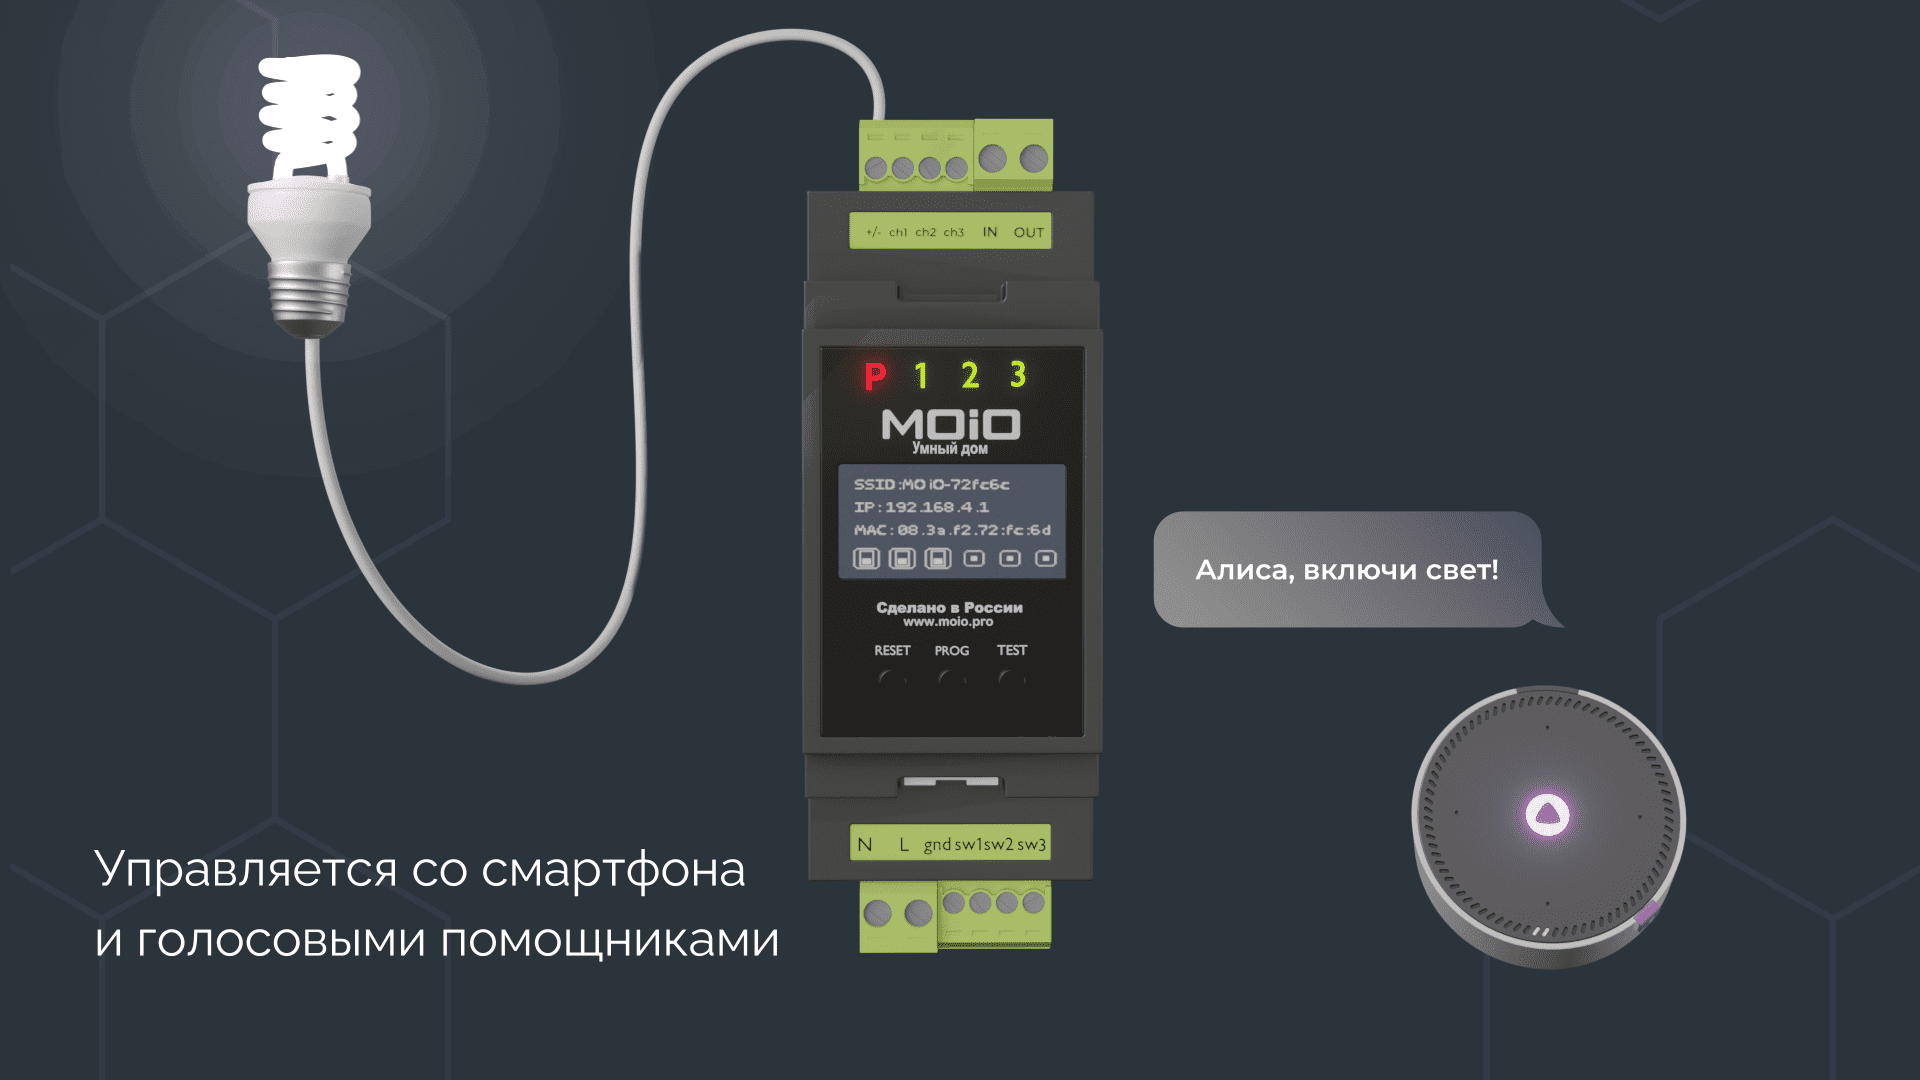 +/- ch1 ch2 ch3 IN OUT
P 1 2 3
MOiO
Умный дом
SSID:MOiO-72fc6c
IP:192.168.4.1
MAC:08.3a.f2.72:fc:6d
Сделано в России
www.moio.pro
RESET PROG TEST
N L gnd sw1 sw2 sw3
Алиса, включи свет!
Управляется со смартфона
и голосовыми помощниками